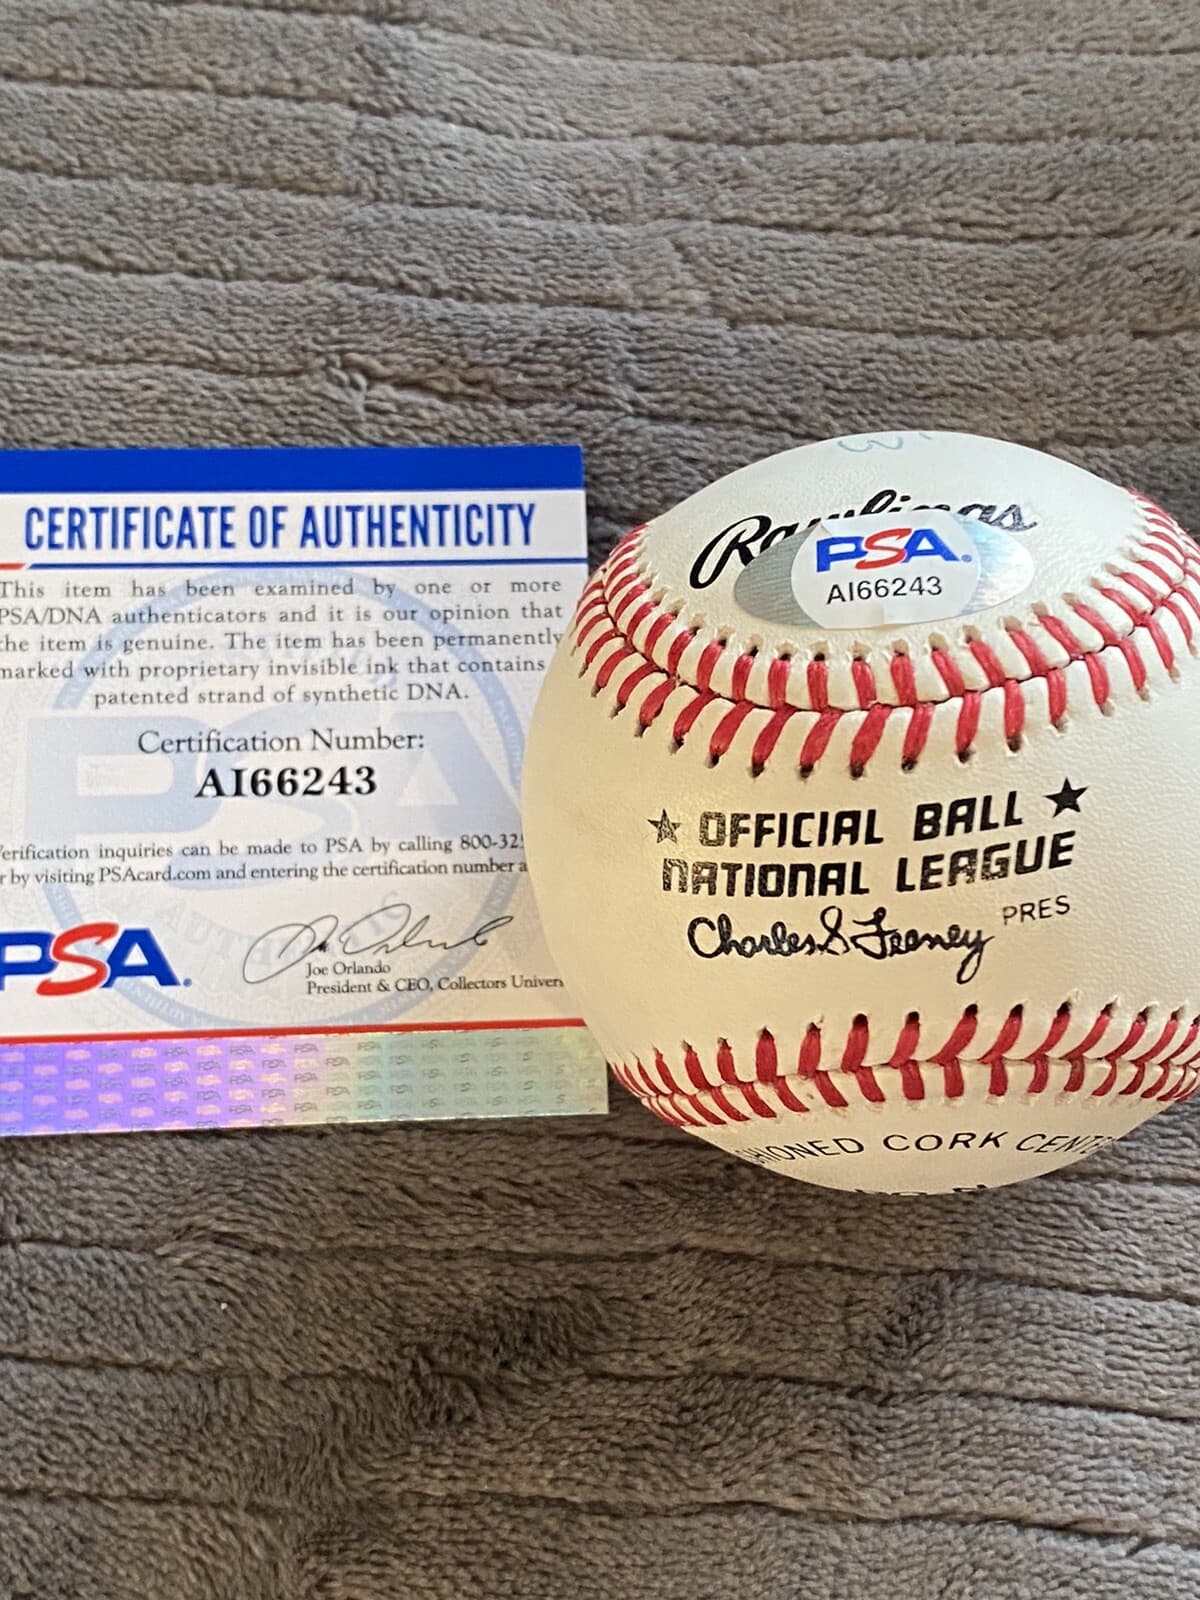 CERTIFICATE OF AUTHENTICITY
This item has been examined by one or more
PSA/DNA authenticators and it is our opinion that
the item is genuine. The item has been permanently
marked with proprietary invisible ink that contains
patented strand of synthetic DNA.
Certification Number:
AI66243
Verification inquiries can be made to PSA by calling 800-32
or by visiting PSAcard.com and entering the certification number a
PSA.
Joe Orlando
President & CEO, Collectors Univer
Rawlings
PSA.
AI66243
★ OFFICIAL BALL ★
NATIONAL LEAGUE
Charles S Feeney PRES
SHIONED CORK CENTE